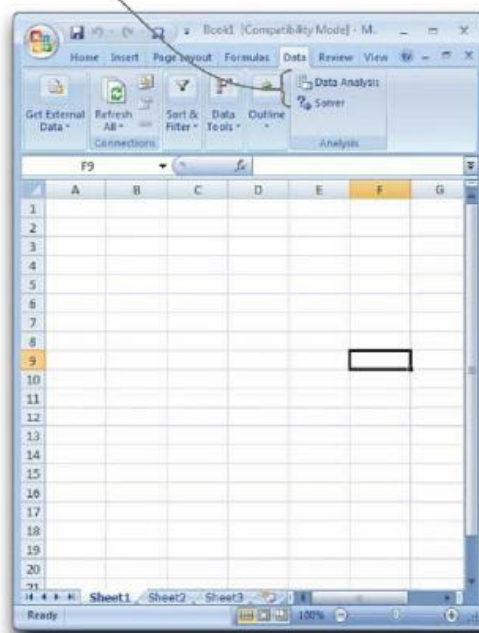 Book1 [Compatibility Mode] - M.
Home Insert Page Layout Formulas Data Review View
Get External Data
Refresh All
Connections
Sort & Filter
Data Tools
Outline
Data Analysis
Solver
Analysis
F9 fx
A B C D E F G
1
2
3
4
5
6
7
8
9
10
11
12
13
14
15
16
17
18
19
20
21
Sheet1 Sheet2 Sheet3
Ready 100%